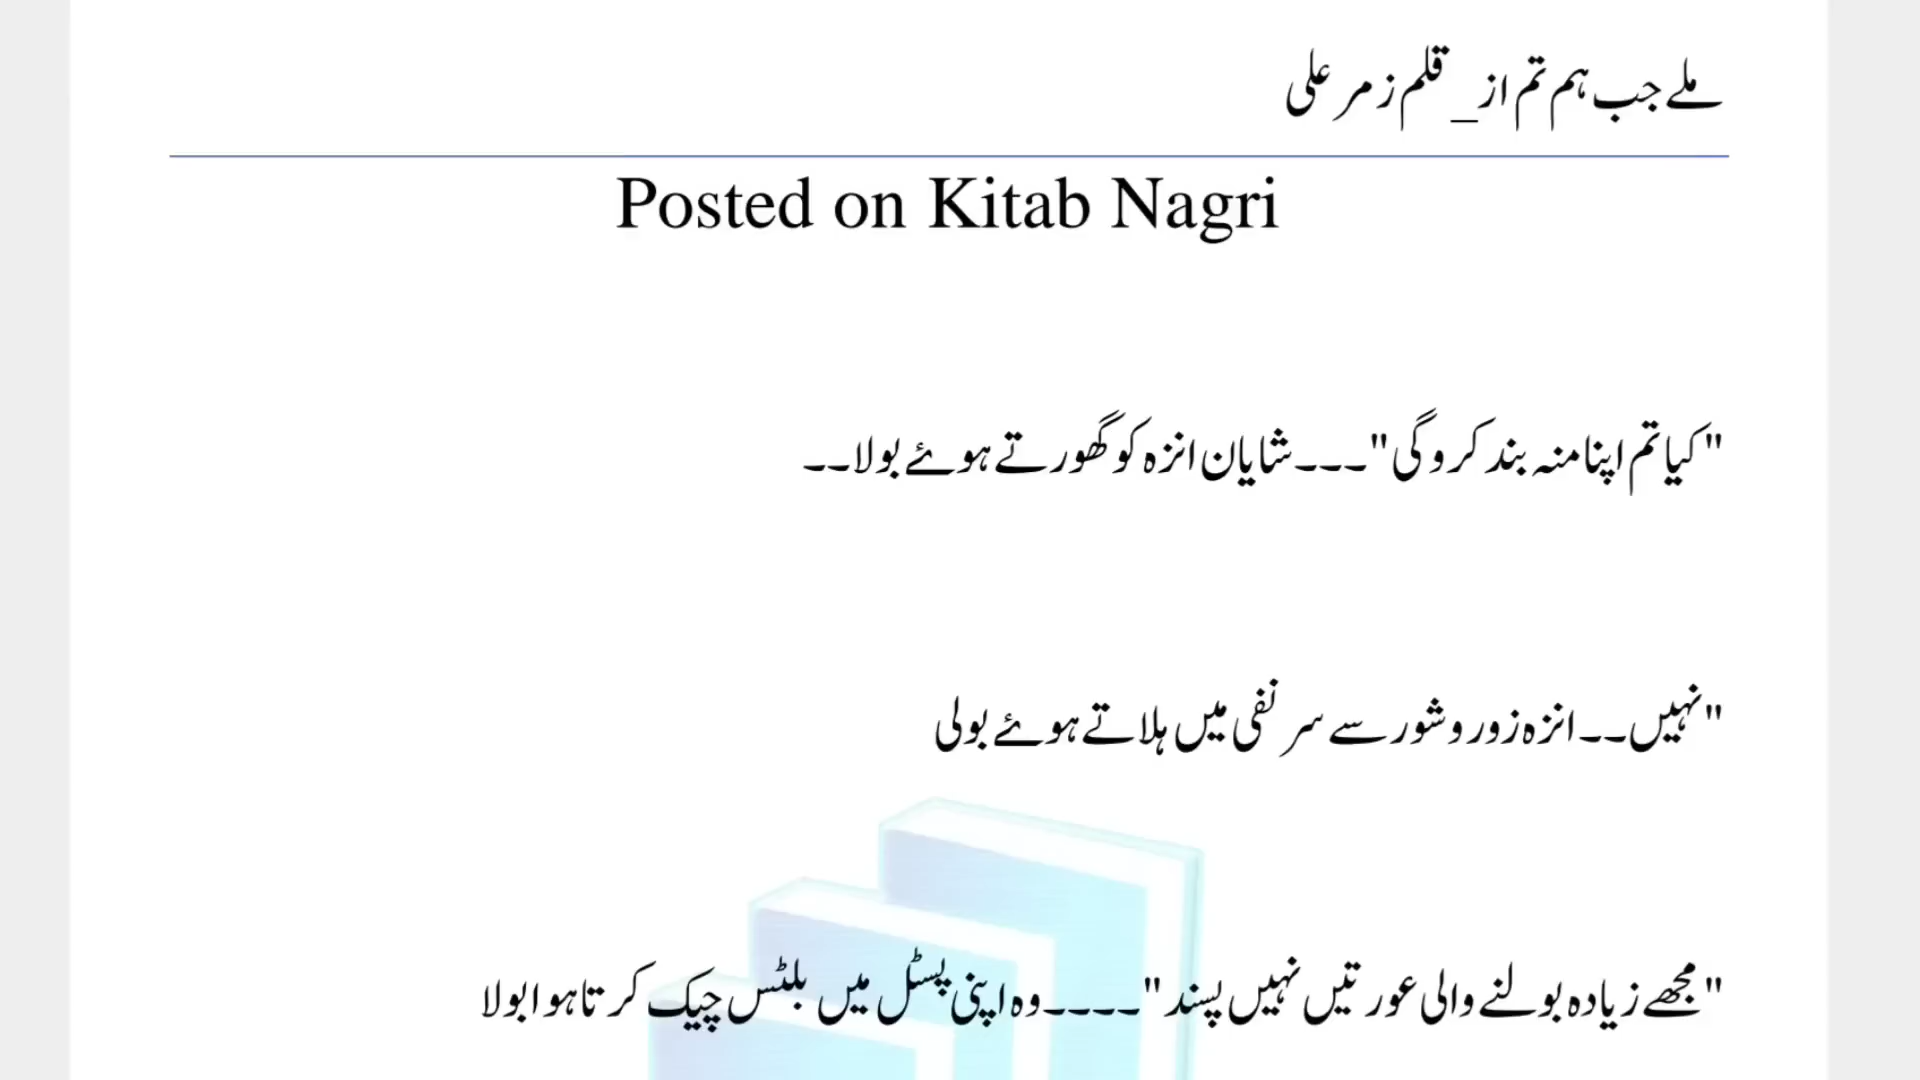 ملے جب ہم تم از_ قلم زمر علی
Posted on Kitab Nagri
"کیا تم اپنا منہ بند کرو گی"۔۔۔شایان انزہ کو گھورتے ہوئے بولا۔۔
"نہیں۔۔انزہ زور و شور سے سر نفی میں ہلاتے ہوئے بولی
"مجھے زیادہ بولنے والی عورتیں نہیں پسند"۔۔۔۔وہ اپنی پسٹل میں بلٹس چیک کرتا ہوا بولا